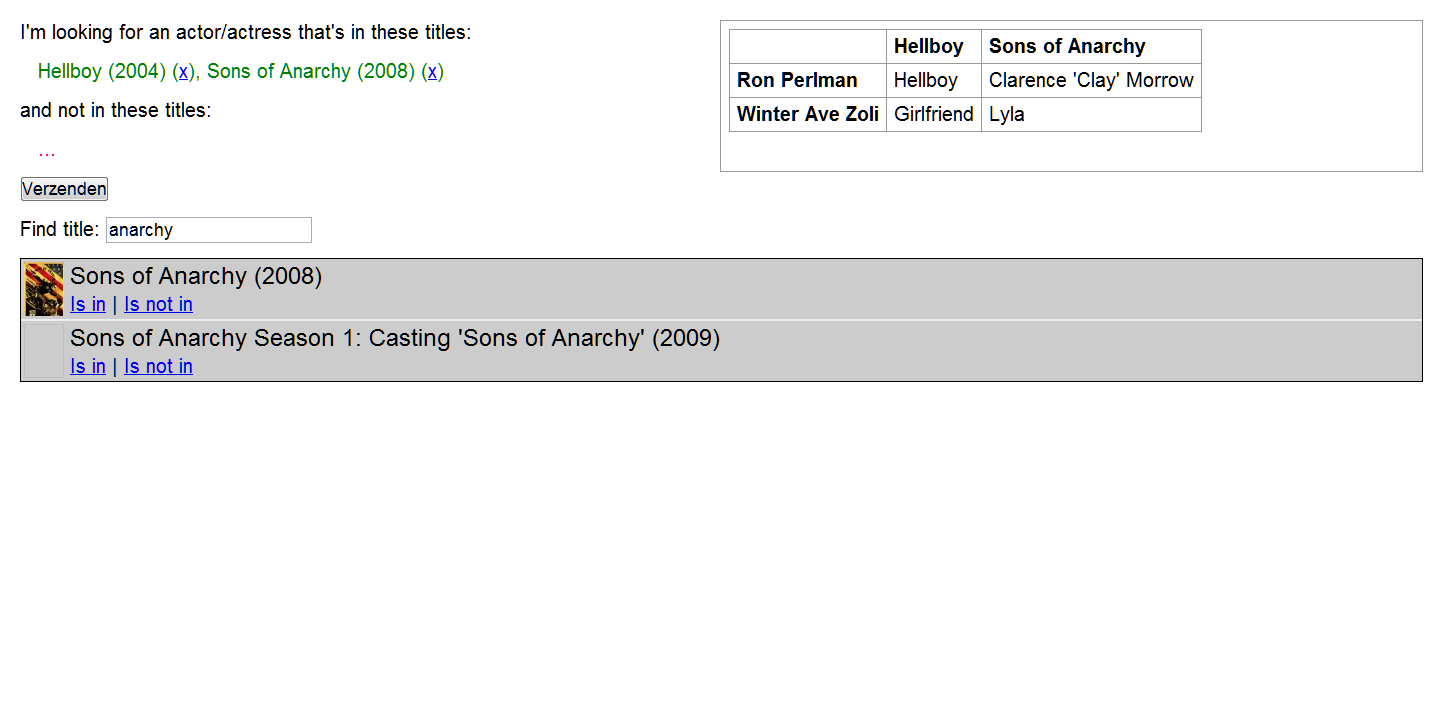 I'm looking for an actor/actress that's in these titles:
Hellboy (2004) (x), Sons of Anarchy (2008) (x)
and not in these titles:
...
Verzenden
Find title: anarchy
Hellboy Sons of Anarchy
Ron Perlman Hellboy Clarence 'Clay' Morrow
Winter Ave Zoli Girlfriend Lyla
Sons of Anarchy (2008)
Is in | Is not in
Sons of Anarchy Season 1: Casting 'Sons of Anarchy' (2009)
Is in | Is not in